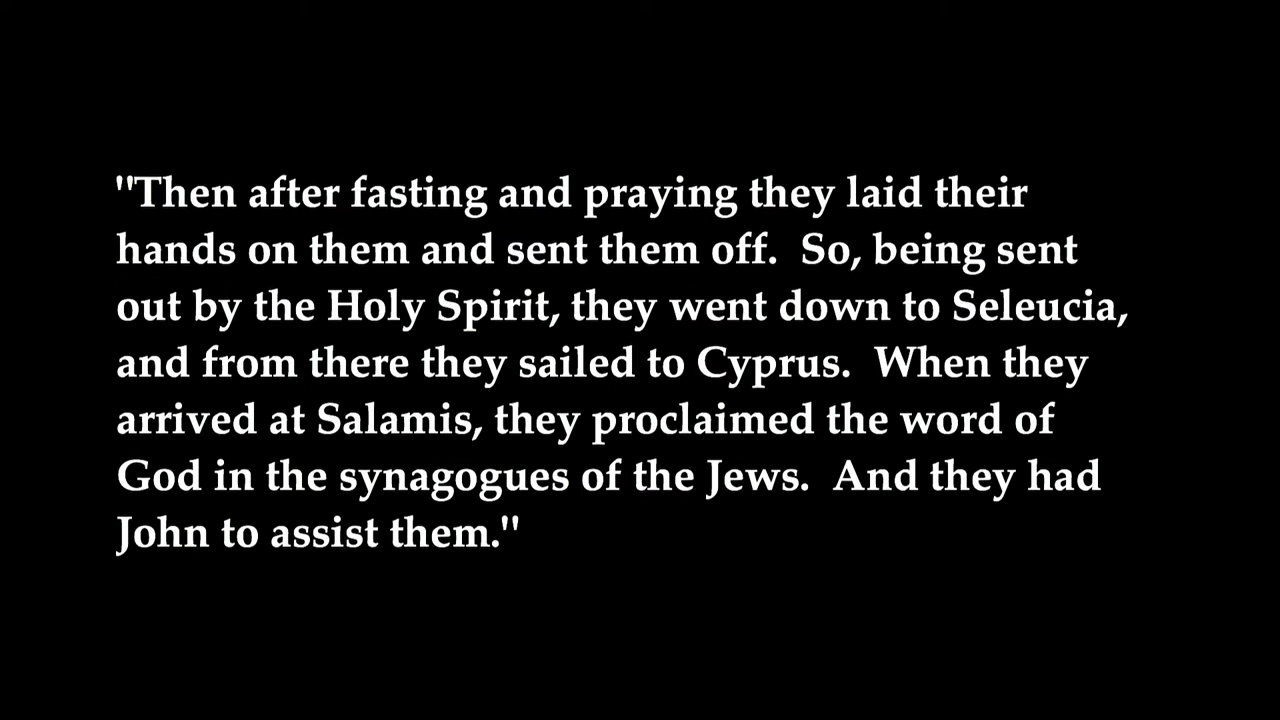 "Then after fasting and praying they laid their
hands on them and sent them off.  So, being sent
out by the Holy Spirit, they went down to Seleucia,
and from there they sailed to Cyprus.  When they
arrived at Salamis, they proclaimed the word of
God in the synagogues of the Jews.  And they had
John to assist them."